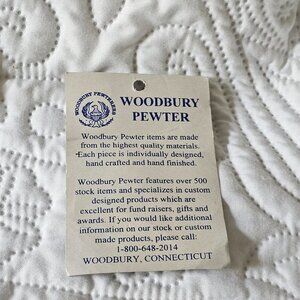 WOODBURY PEWTERERS
WOODBURY
PEWTER
Woodbury Pewter items are made
from the highest quality materials.
Each piece is individually designed,
hand crafted and hand finished.
Woodbury Pewter features over 500
stock items and specializes in custom
designed products which are
excellent for fund raisers, gifts and
awards. If you would like additional
information on our stock or custom
made products, please call:
1-800-648-2014
WOODBURY, CONNECTICUT